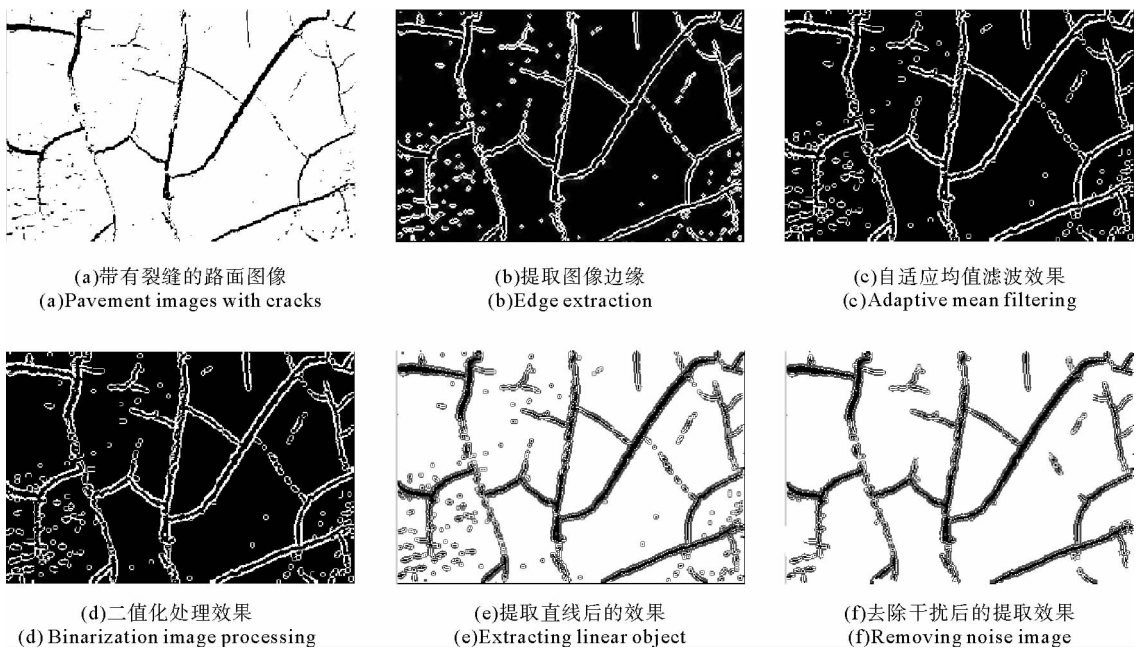 (a)带有裂缝的路面图像
(a)Pavement images with cracks
(b)提取图像边缘
(b)Edge extraction
(c)自适应均值滤波效果
(c)Adaptive mean filtering
(d)二值化处理效果
(d) Binarization image processing
(e)提取直线后的效果
(e)Extracting linear object
(f)去除干扰后的提取效果
(f)Removing noise image